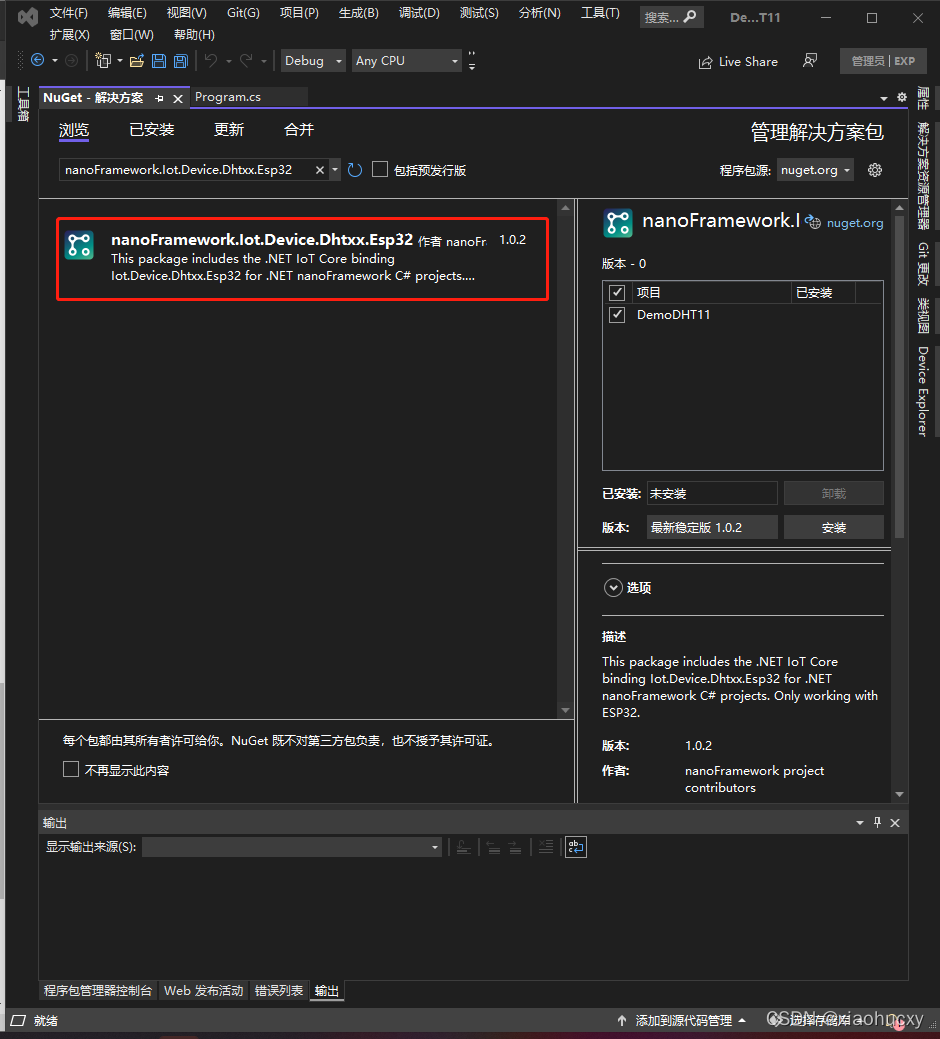 文件(F) 编辑(E) 视图(V) Git(G) 项目(P) 生成(B) 调试(D) 测试(S) 分析(N) 工具(T) 搜索... De...T11
扩展(X) 窗口(W) 帮助(H)
Debug Any CPU Live Share 管理员 EXP
工具箱
NuGet - 解决方案 Program.cs
浏览 已安装 更新 合并 管理解决方案包
nanoFramework.Iot.Device.Dhtxx.Esp32 包括预发行版 程序包源: nuget.org
nanoFramework.Iot.Device.Dhtxx.Esp32 作者 nanoFr 1.0.2
This package includes the .NET IoT Core binding
Iot.Device.Dhtxx.Esp32 for .NET nanoFramework C# projects....
nanoFramework.I nuget.org
版本 - 0
项目 已安装
DemoDHT11
已安装: 未安装 卸载
版本: 最新稳定版 1.0.2 安装
选项
描述
This package includes the .NET IoT Core
binding Iot.Device.Dhtxx.Esp32 for .NET
nanoFramework C# projects. Only working with
ESP32.
版本: 1.0.2
作者: nanoFramework project
contributors
每个包都由其所有者许可给你。NuGet 既不对第三方包负责，也不授予其许可证。
不再显示此内容
属性
解决方案资源管理器
Git 更改
类视图
Device Explorer
输出
显示输出来源(S):
程序包管理器控制台 Web 发布活动 错误列表 输出
就绪 添加到源代码管理 选择存储库
CSDN @xiaohncxy